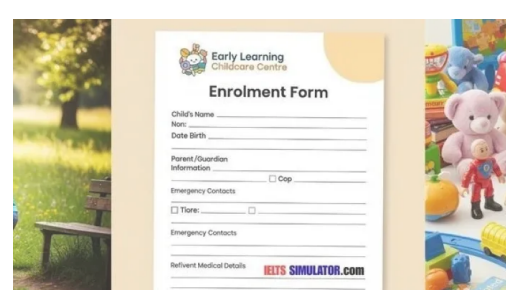 Early Learning
Childcare Centre
Enrolment Form
Child's Name
Non:
Date Birth
Parent/Guardian
Information
Cop
Emergency Contacts
Tiare:
Emergency Contacts
Refivent Medical Details
IELTS SIMULATOR.com